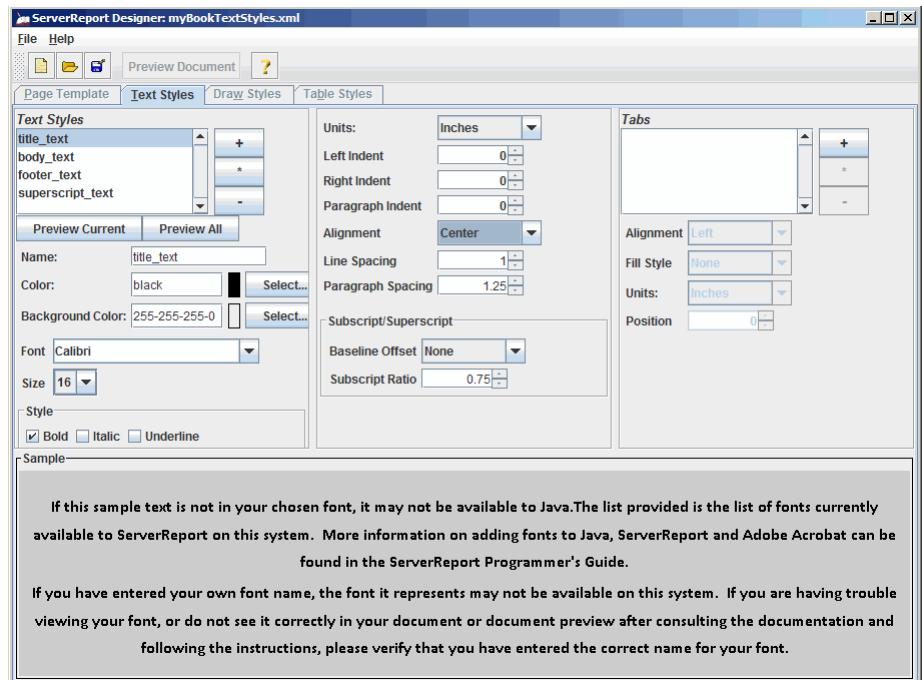 ServerReport Designer: myBookTextStyles.xml
File Help
Preview Document ?
Page Template Text Styles Draw Styles Table Styles
Text Styles
title_text
body_text
footer_text
superscript_text
+
*
-
Preview Current Preview All
Name: title_text
Color: black Select...
Background Color: 255-255-255-0 Select...
Font Calibri
Size 16
Style
Bold Italic Underline
Units: Inches
Left Indent 0
Right Indent 0
Paragraph Indent 0
Alignment Center
Line Spacing 1
Paragraph Spacing 1.25
Subscript/Superscript
Baseline Offset None
Subscript Ratio 0.75
Tabs
+
*
-
Alignment Left
Fill Style None
Units: Inches
Position 0
Sample
If this sample text is not in your chosen font, it may not be available to Java.The list provided is the list of fonts currently
available to ServerReport on this system. More information on adding fonts to Java, ServerReport and Adobe Acrobat can be
found in the ServerReport Programmer's Guide.
If you have entered your own font name, the font it represents may not be available on this system. If you are having trouble
viewing your font, or do not see it correctly in your document or document preview after consulting the documentation and
following the instructions, please verify that you have entered the correct name for your font.